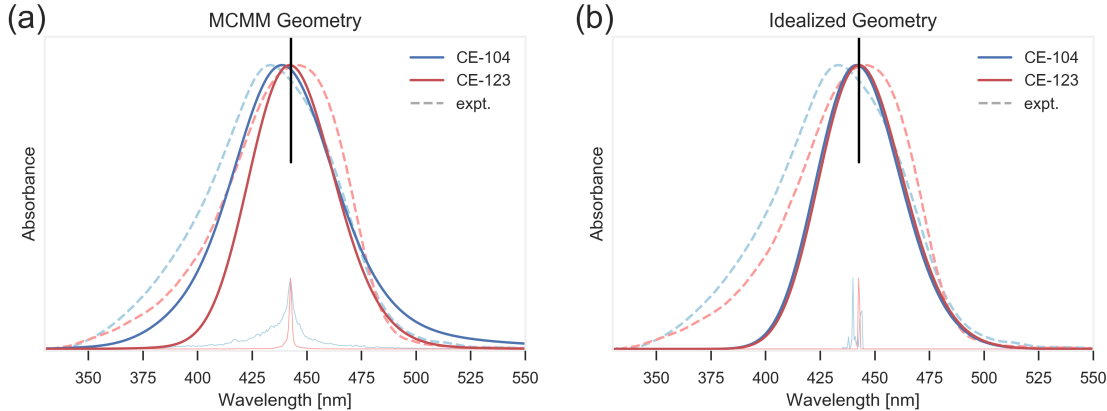 (a)
MCMM Geometry
CE-104
CE-123
expt.
Absorbance
350 375 400 425 450 475 500 525 550
Wavelength [nm]
(b)
Idealized Geometry
CE-104
CE-123
expt.
Absorbance
350 375 400 425 450 475 500 525 550
Wavelength [nm]